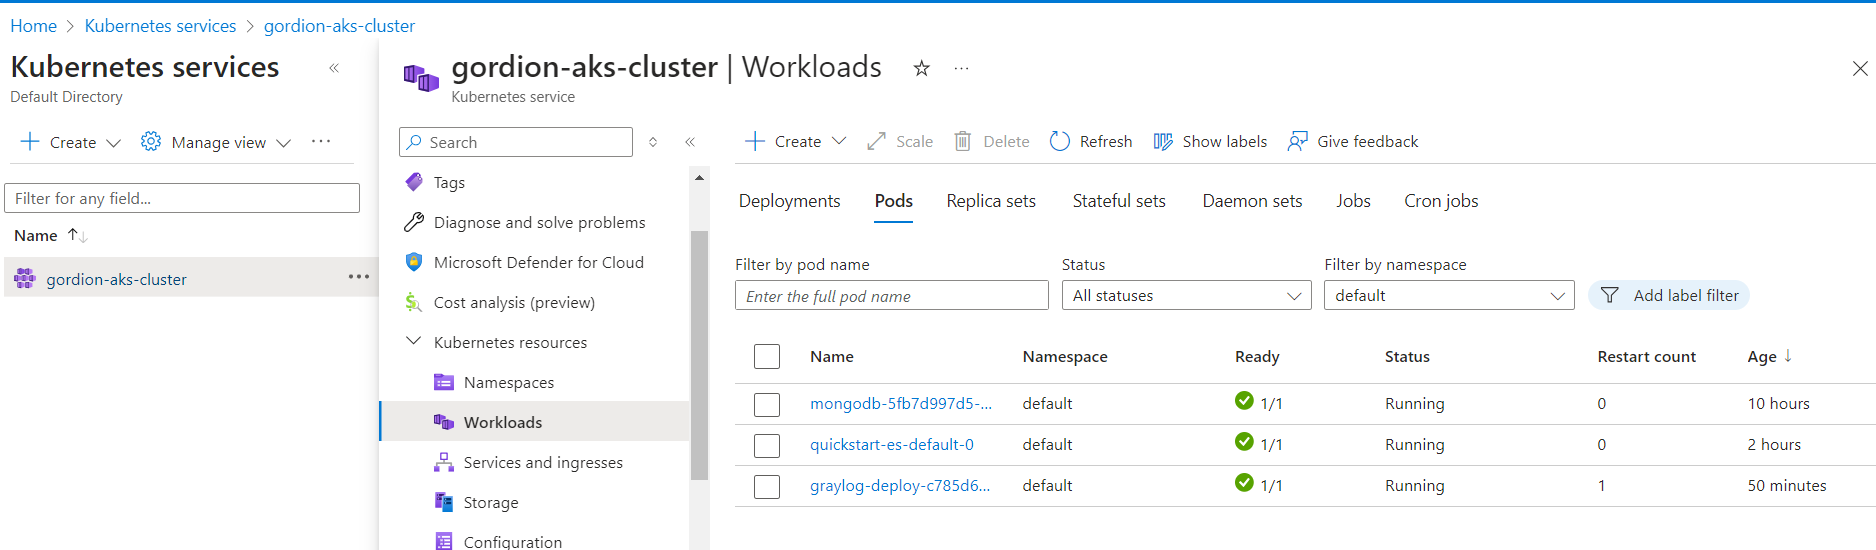 Home > Kubernetes services > gordion-aks-cluster
Kubernetes services
Default Directory
Create
Manage view
Filter for any field...
Name
gordion-aks-cluster
gordion-aks-cluster | Workloads
Kubernetes service
Search
Tags
Diagnose and solve problems
Microsoft Defender for Cloud
Cost analysis (preview)
Kubernetes resources
Namespaces
Workloads
Services and ingresses
Storage
Configuration
Create Scale Delete Refresh Show labels Give feedback
Deployments Pods Replica sets Stateful sets Daemon sets Jobs Cron jobs
Filter by pod name Status Filter by namespace
Enter the full pod name All statuses default Add label filter
Name Namespace Ready Status Restart count Age
mongodb-5fb7d997d5-... default 1/1 Running 0 10 hours
quickstart-es-default-0 default 1/1 Running 0 2 hours
graylog-deploy-c785d6... default 1/1 Running 1 50 minutes